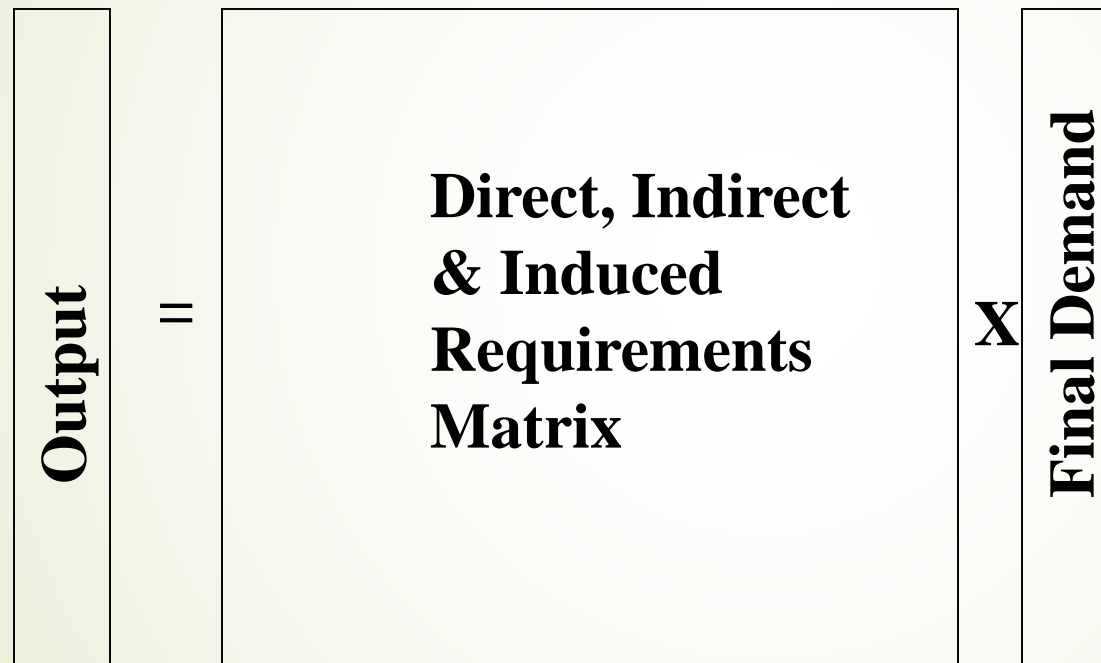 Output
=
Direct, Indirect
& Induced
Requirements
Matrix
X
Final Demand